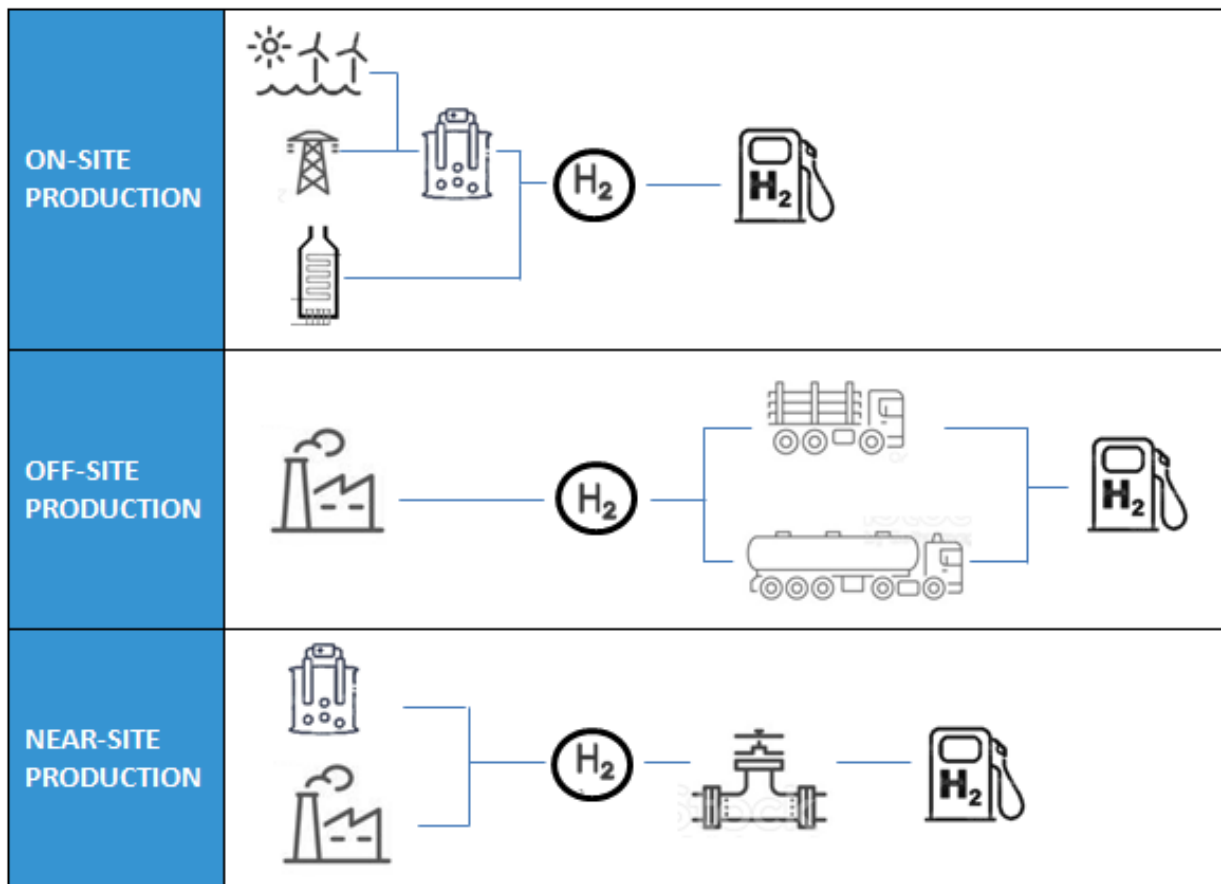 ON-SITE
PRODUCTION
H₂
H₂
OFF-SITE
PRODUCTION
H₂
H₂
NEAR-SITE
PRODUCTION
H₂
H₂